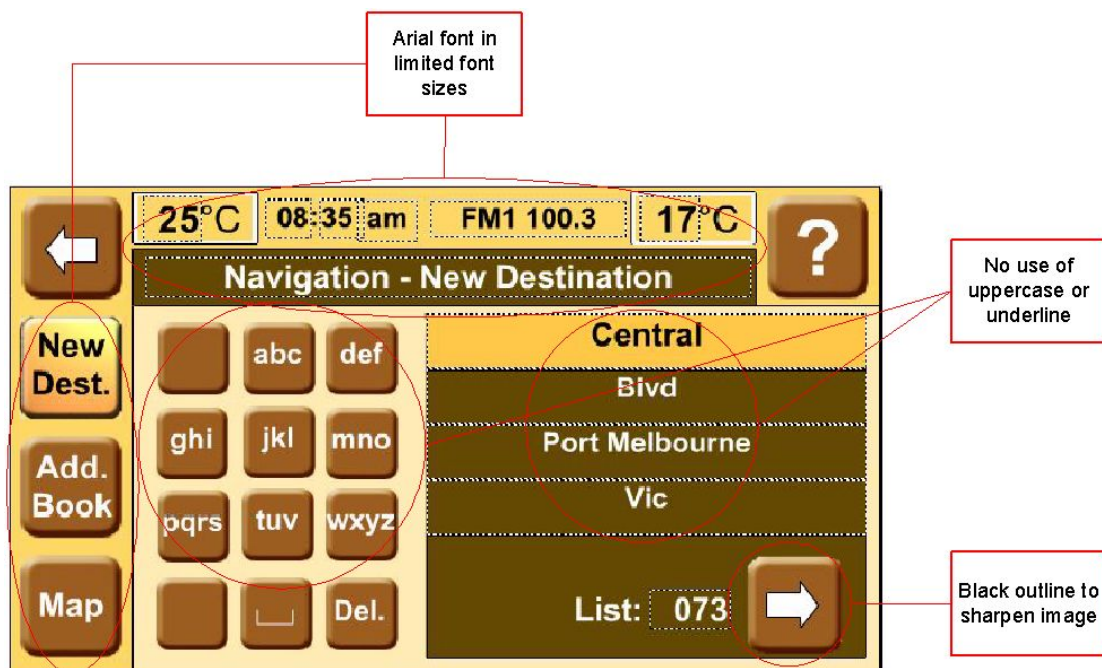 Arial font in
limited font
sizes
25°C
08:35 am
FM1 100.3
17°C
?
Navigation - New Destination
No use of
uppercase or
underline
New
Dest.
abc
def
Central
Blvd
ghi
jkl
mno
Port Melbourne
Add.
Book
pqrs
tuv
wxyz
Vic
Map
Del.
List: 073
Black outline to
sharpen image